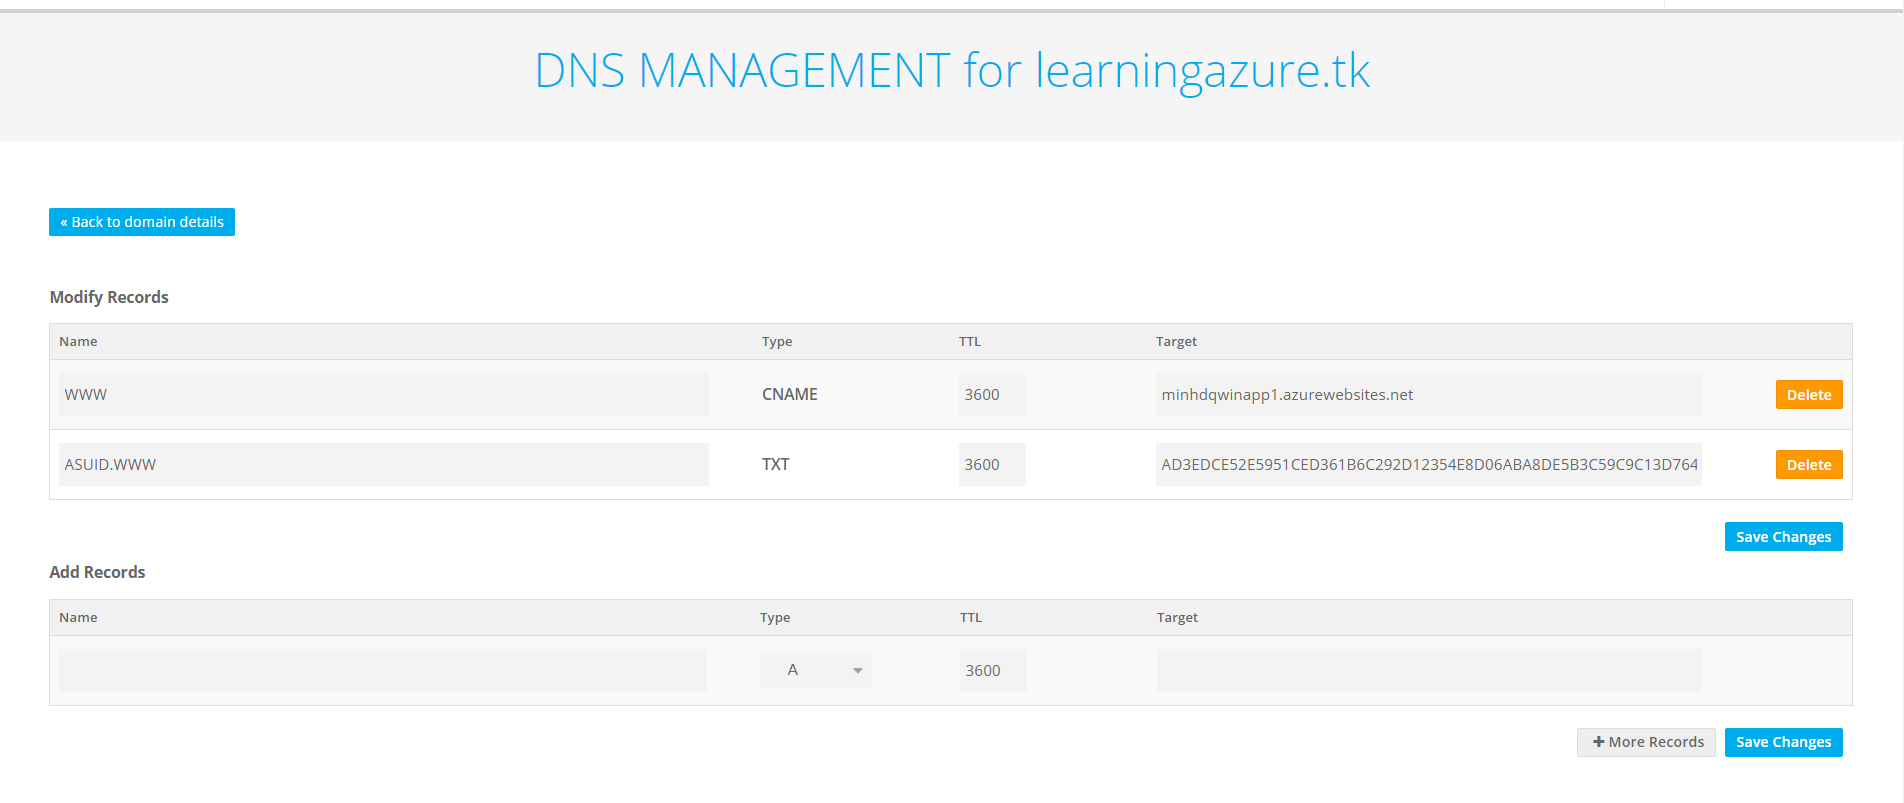 DNS MANAGEMENT for learningazure.tk
« Back to domain details
Modify Records
Name Type TTL Target
WWW CNAME 3600 minhdqwinapp1.azurewebsites.net Delete
ASUID.WWW TXT 3600 AD3EDCE52E5951CED361B6C292D12354E8D06ABA8DE5B3C59C9C13D764 Delete
Save Changes
Add Records
Name Type TTL Target
A 3600
+ More Records Save Changes